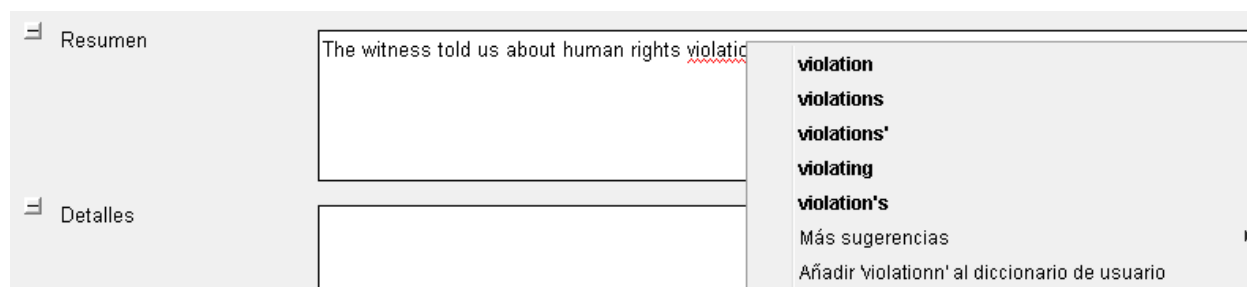 Resumen
The witness told us about human rights violatio
violation
violations
violations'
violating
violation's
Más sugerencias
Detalles
Añadir 'violationn' al diccionario de usuario